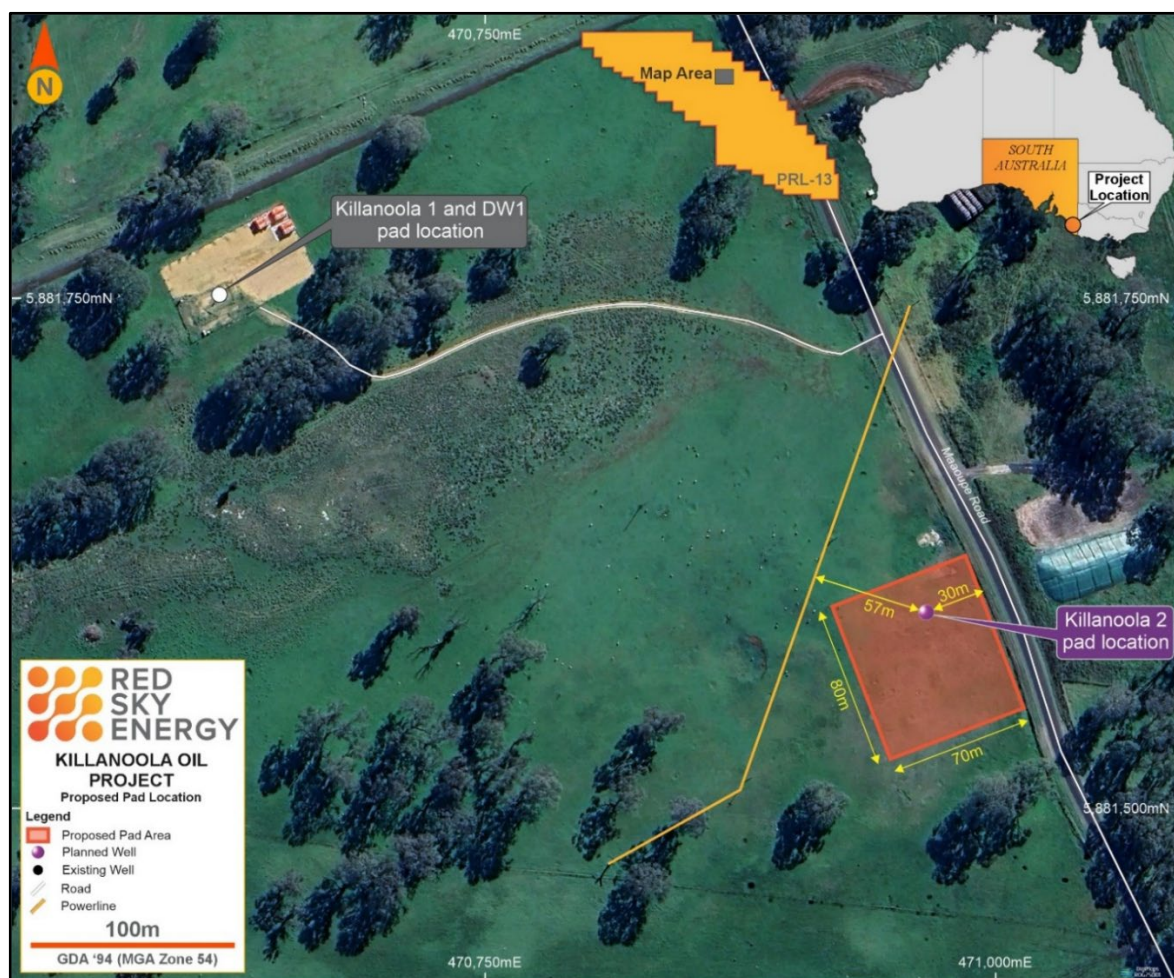 470,750mE
N
Map Area
PRL-13
SOUTH
AUSTRALIA
Project
Location
Killanoola 1 and DW1
pad location
5,881,750mN
5,881,750mN
Maaoupe Road
57m
30m
Killanoola 2
pad location
80m
70m
RED
SKY
ENERGY
KILLANOOLA OIL
PROJECT
Proposed Pad Location
Legend
Proposed Pad Area
Planned Well
Existing Well
Road
Powerline
100m
GDA '94 (MGA Zone 54)
5,881,500mN
470,750mE
471,000mE